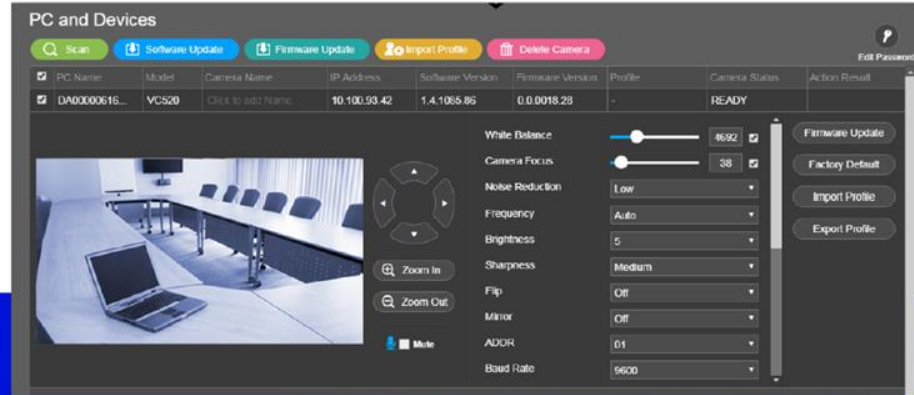 PC and Devices
Scan Software Update Firmware Update Import Profile Delete Camera
Edit Password
PC Name Model Camera Name IP Address Software Version Firmware Version Profile Camera Status Action Result
DA00000616... VC520 Click to add Name. 10.100.93.42 1.4.1085.86 0.0.0018.28 - READY
White Balance 4692
Camera Focus 38
Noise Reduction Low
Frequency Auto
Brightness 5
Sharpness Medium
Flip Off
Mirror Off
ADDR 01
Baud Rate 9600
Zoom In
Zoom Out
Mute
Firmware Update
Factory Default
Import Profile
Export Profile